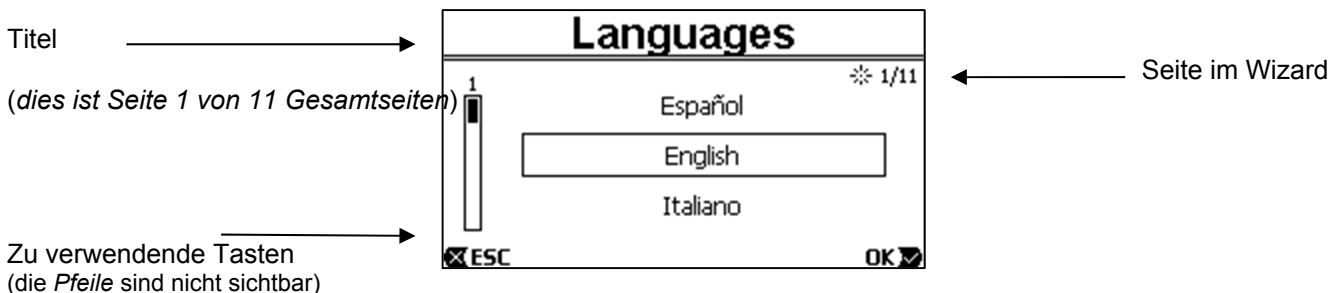 Languages
Titel
Seite im Wizard
1/11
1
(dies ist Seite 1 von 11 Gesamtseiten)
Español
English
Italiano
Zu verwendende Tasten
ESC
OK
(die Pfeile sind nicht sichtbar)